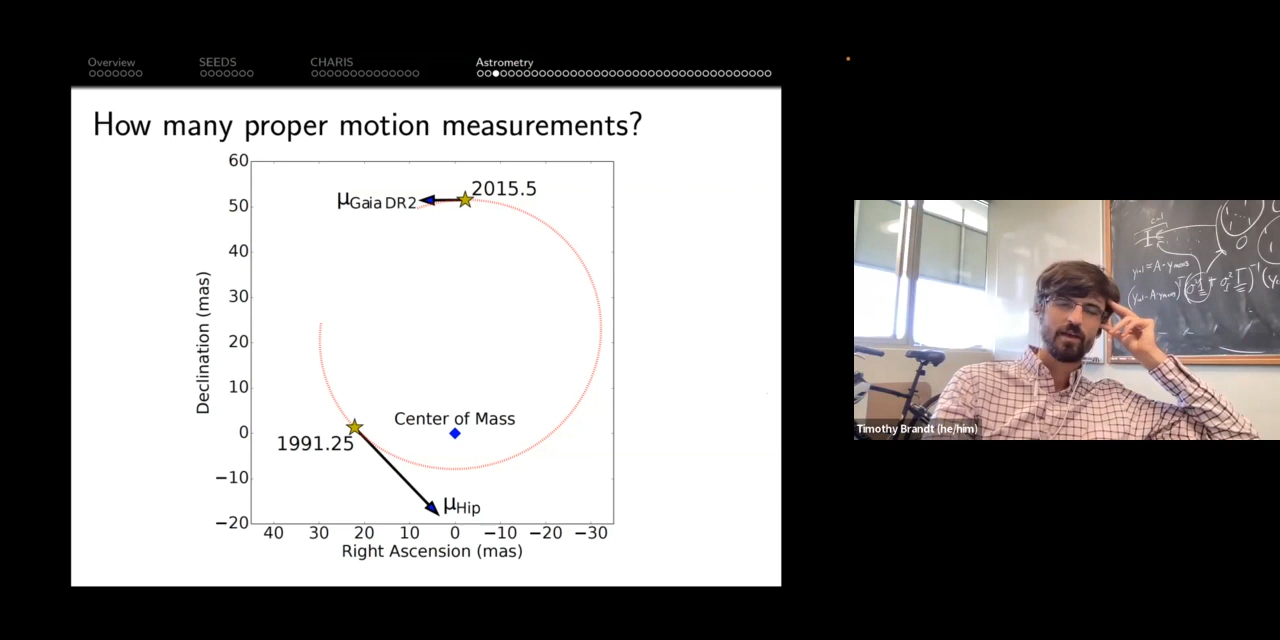 Overview SEEDS CHARIS Astrometry
How many proper motion measurements?
60
50
40
30
20
10
0
−10
−20
Declination (mas)
μGaia DR2
2015.5
Center of Mass
1991.25
μHip
40 30 20 10 0 −10 −20 −30
Right Ascension (mas)
Timothy Brandt (he/him)